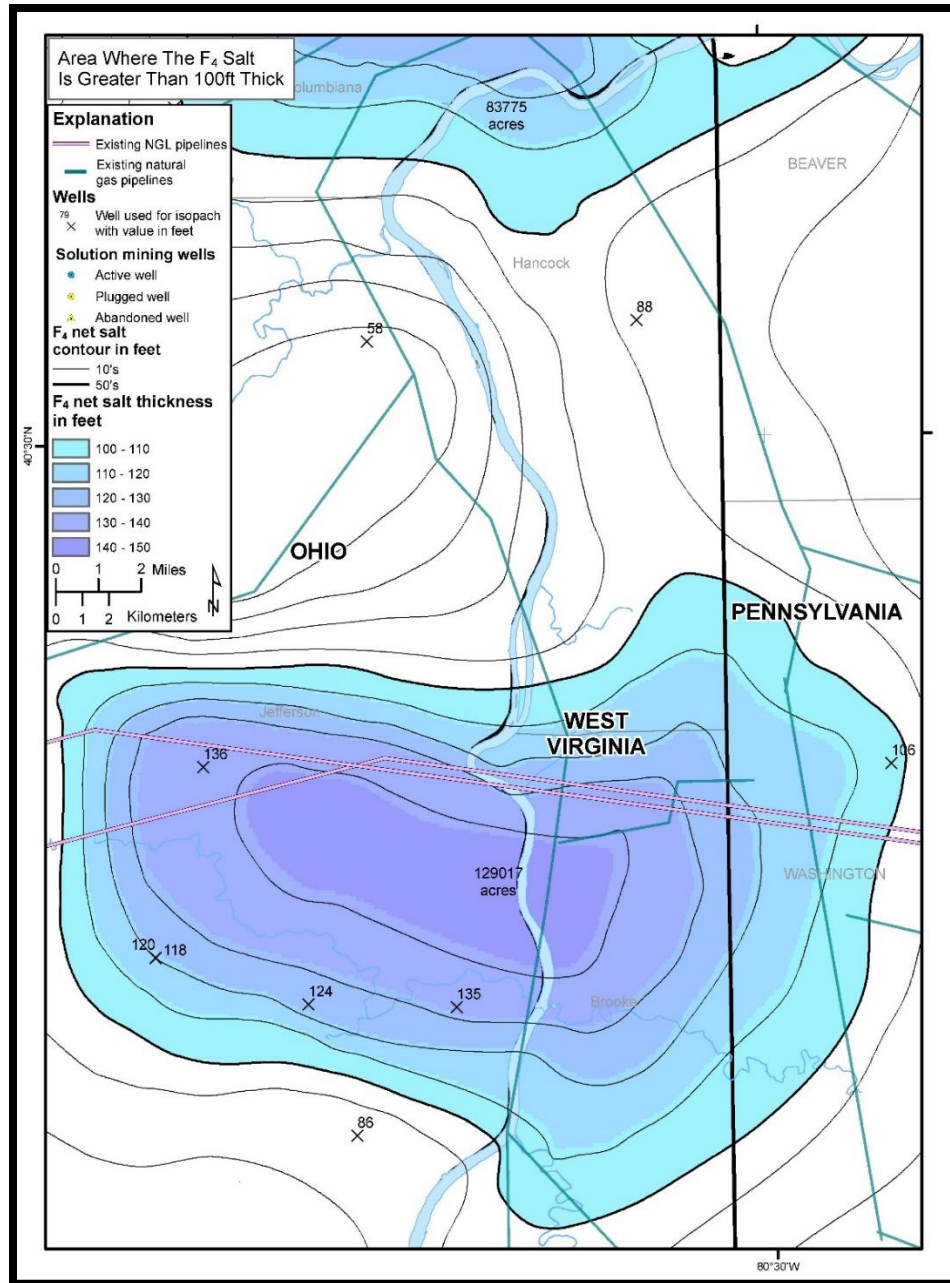 Area Where The F₄ Salt
Is Greater Than 100ft Thick
Columbiana
83775
acres
BEAVER
Explanation
Existing NGL pipelines
Existing natural
gas pipelines
Wells
79
Well used for isopach
with value in feet
Solution mining wells
Active well
Plugged well
Abandoned well
F₄ net salt
contour in feet
10's
50's
F₄ net salt thickness
in feet
100 - 110
110 - 120
120 - 130
130 - 140
140 - 150
0 1 2 Miles
N
0 1 2 Kilometers
Hancock
58
88
40°30'N
OHIO
PENNSYLVANIA
Jefferson
WEST
VIRGINIA
136
106
129017
acres
WASHINGTON
120 118
124
135
Brooke
86
80°30'W